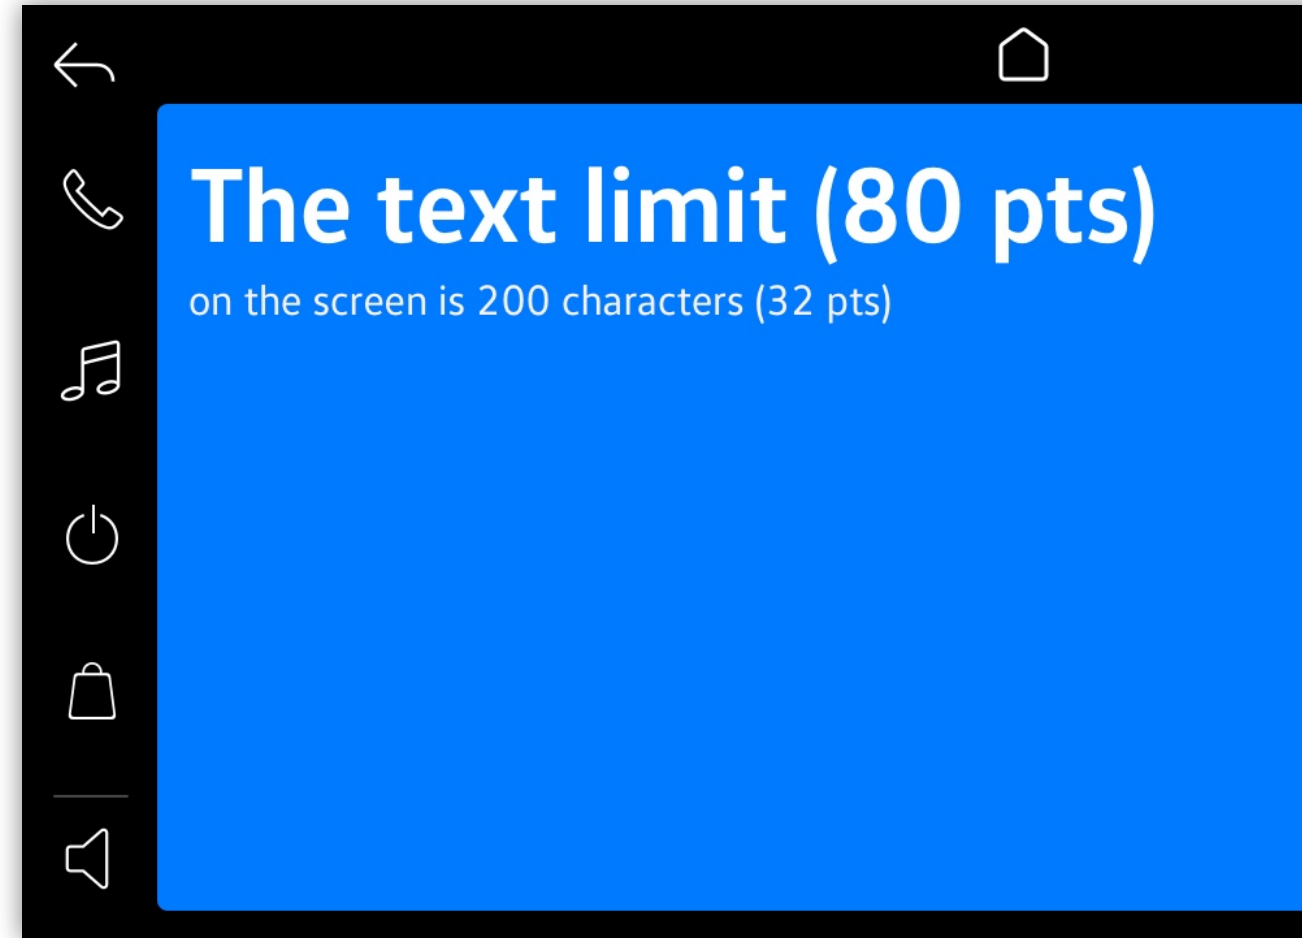 The text limit (80 pts)
on the screen is 200 characters (32 pts)